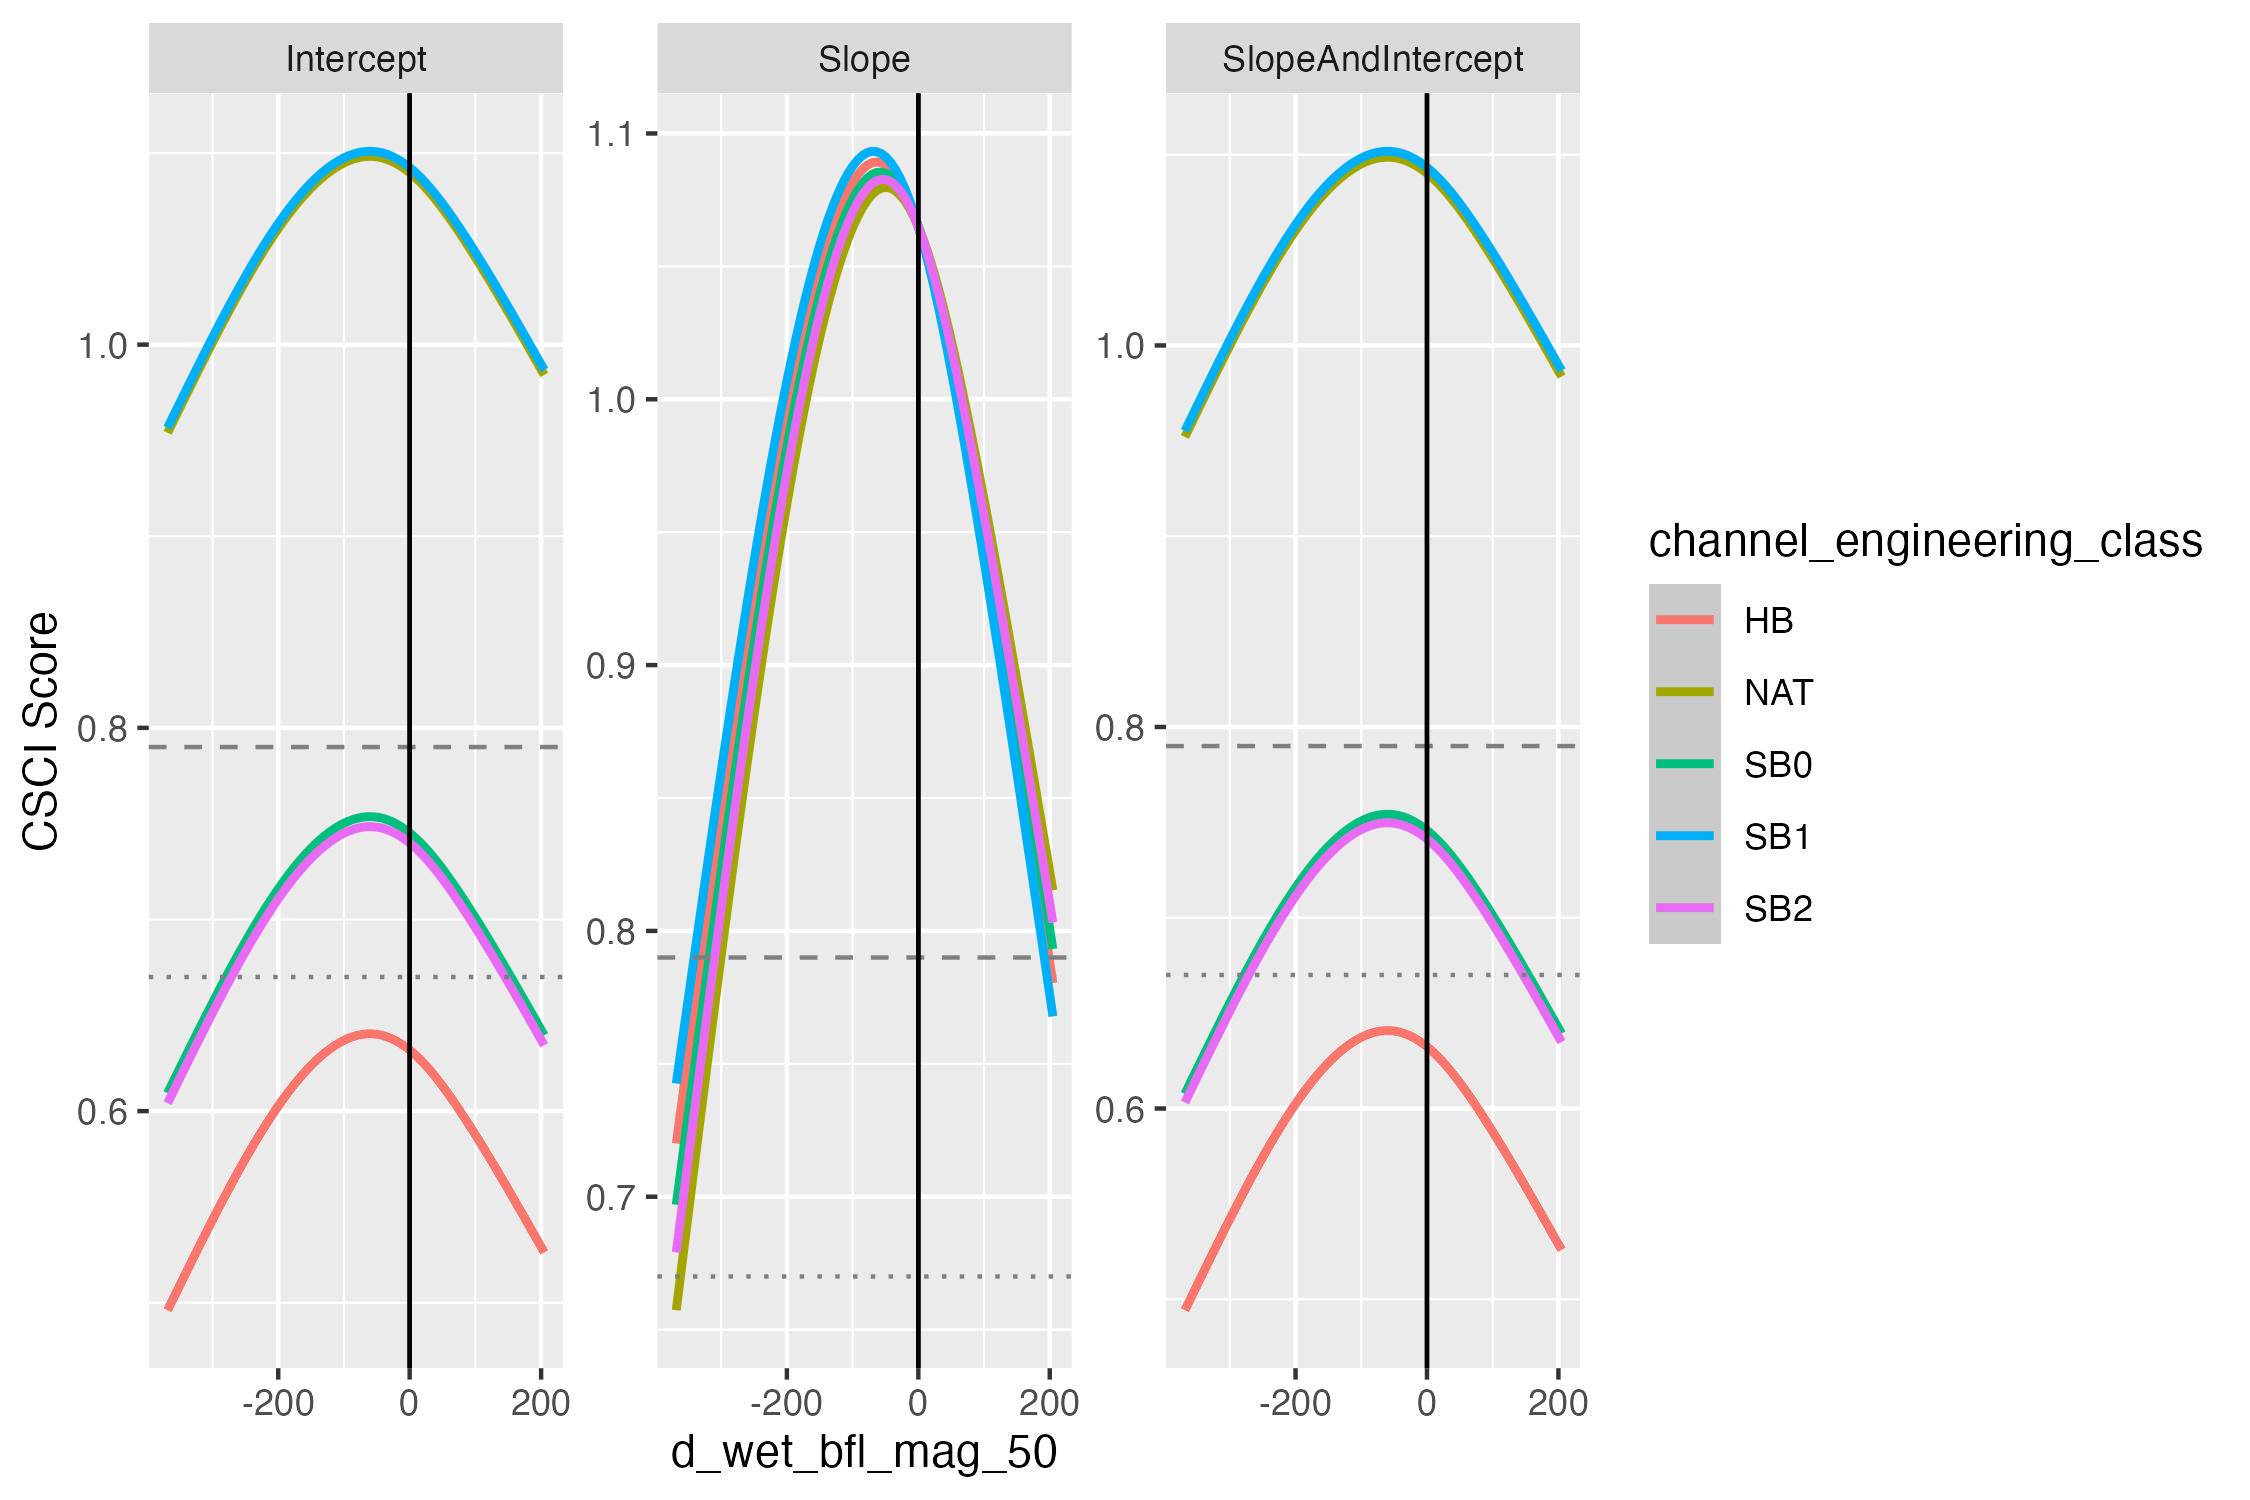 Intercept
Slope
SlopeAndIntercept
CSCI Score
1.0
0.8
0.6
1.1
1.0
0.9
0.8
0.7
1.0
0.8
0.6
-200 0 200
-200 0 200
-200 0 200
d_wet_bfl_mag_50
channel_engineering_class
HB
NAT
SB0
SB1
SB2